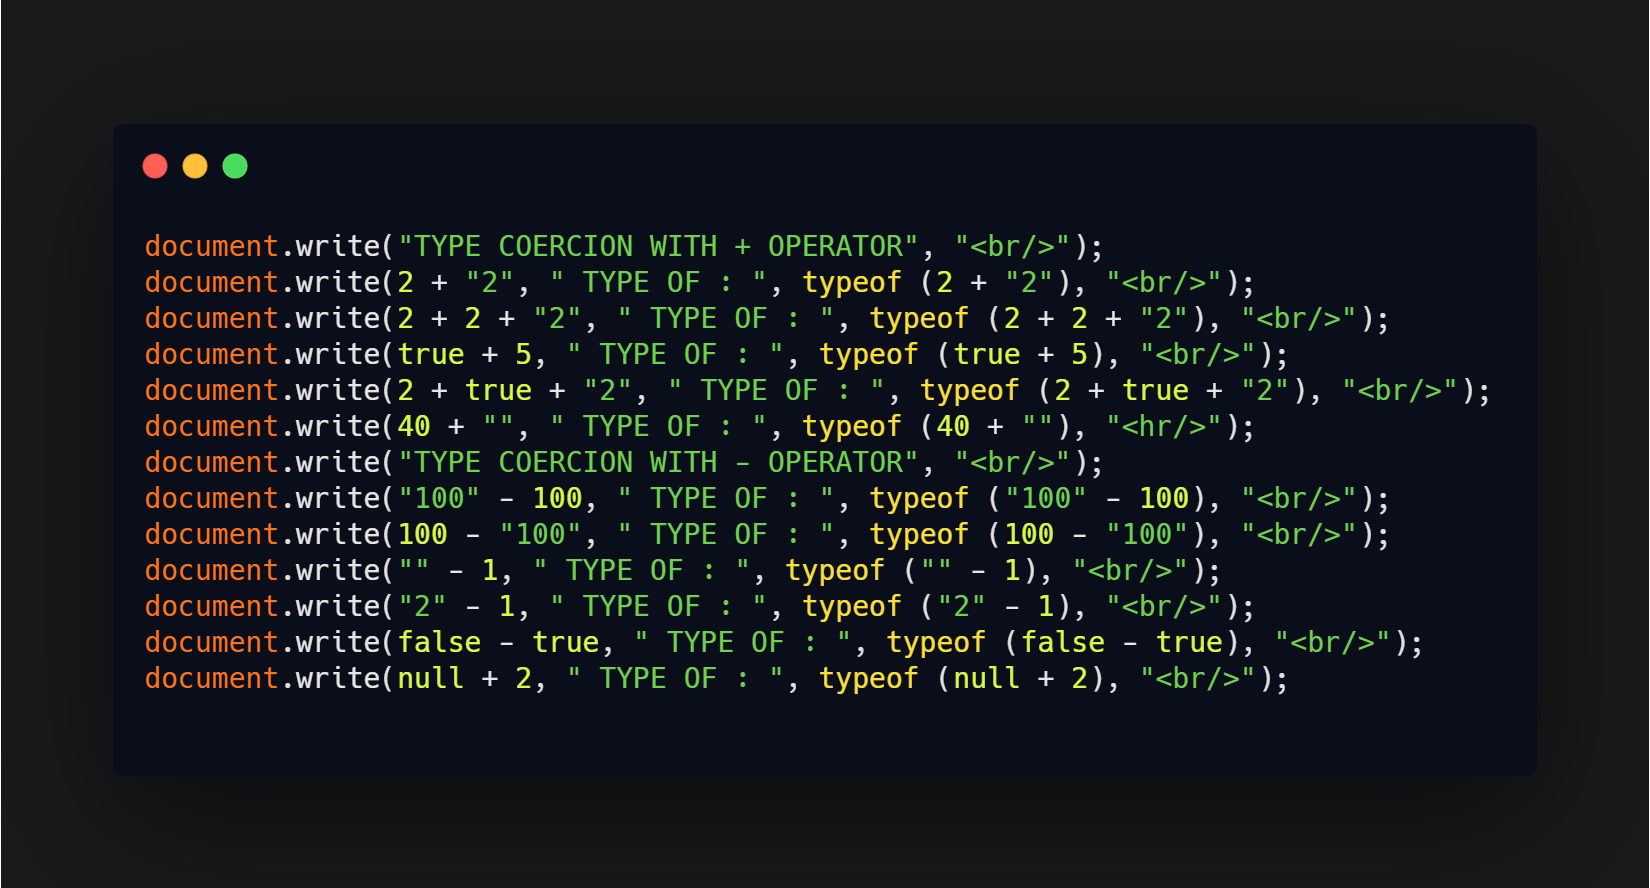 document.write("TYPE COERCION WITH + OPERATOR", "<br/>");
document.write(2 + "2", " TYPE OF : ", typeof (2 + "2"), "<br/>");
document.write(2 + 2 + "2", " TYPE OF : ", typeof (2 + 2 + "2"), "<br/>");
document.write(true + 5, " TYPE OF : ", typeof (true + 5), "<br/>");
document.write(2 + true + "2", " TYPE OF : ", typeof (2 + true + "2"), "<br/>");
document.write(40 + "", " TYPE OF : ", typeof (40 + ""), "<hr/>");
document.write("TYPE COERCION WITH - OPERATOR", "<br/>");
document.write("100" - 100, " TYPE OF : ", typeof ("100" - 100), "<br/>");
document.write(100 - "100", " TYPE OF : ", typeof (100 - "100"), "<br/>");
document.write("" - 1, " TYPE OF : ", typeof ("" - 1), "<br/>");
document.write("2" - 1, " TYPE OF : ", typeof ("2" - 1), "<br/>");
document.write(false - true, " TYPE OF : ", typeof (false - true), "<br/>");
document.write(null + 2, " TYPE OF : ", typeof (null + 2), "<br/>");